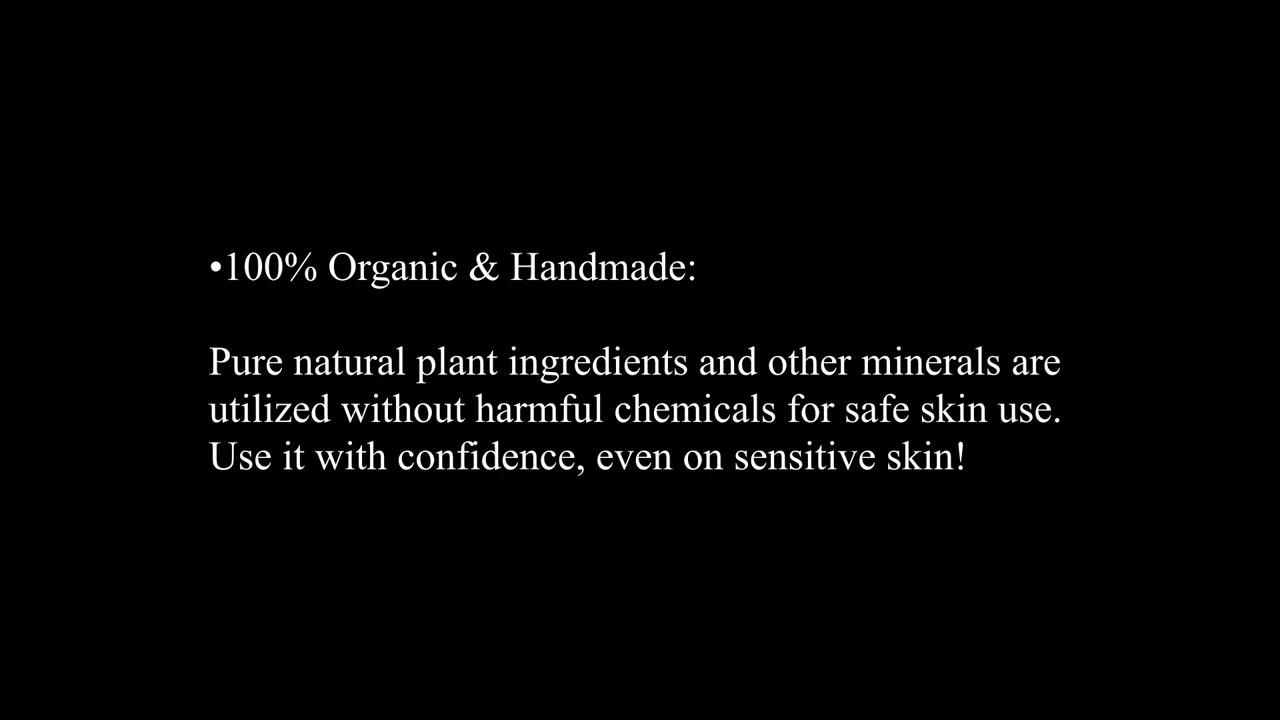 •100% Organic & Handmade:
Pure natural plant ingredients and other minerals are
utilized without harmful chemicals for safe skin use.
Use it with confidence, even on sensitive skin!